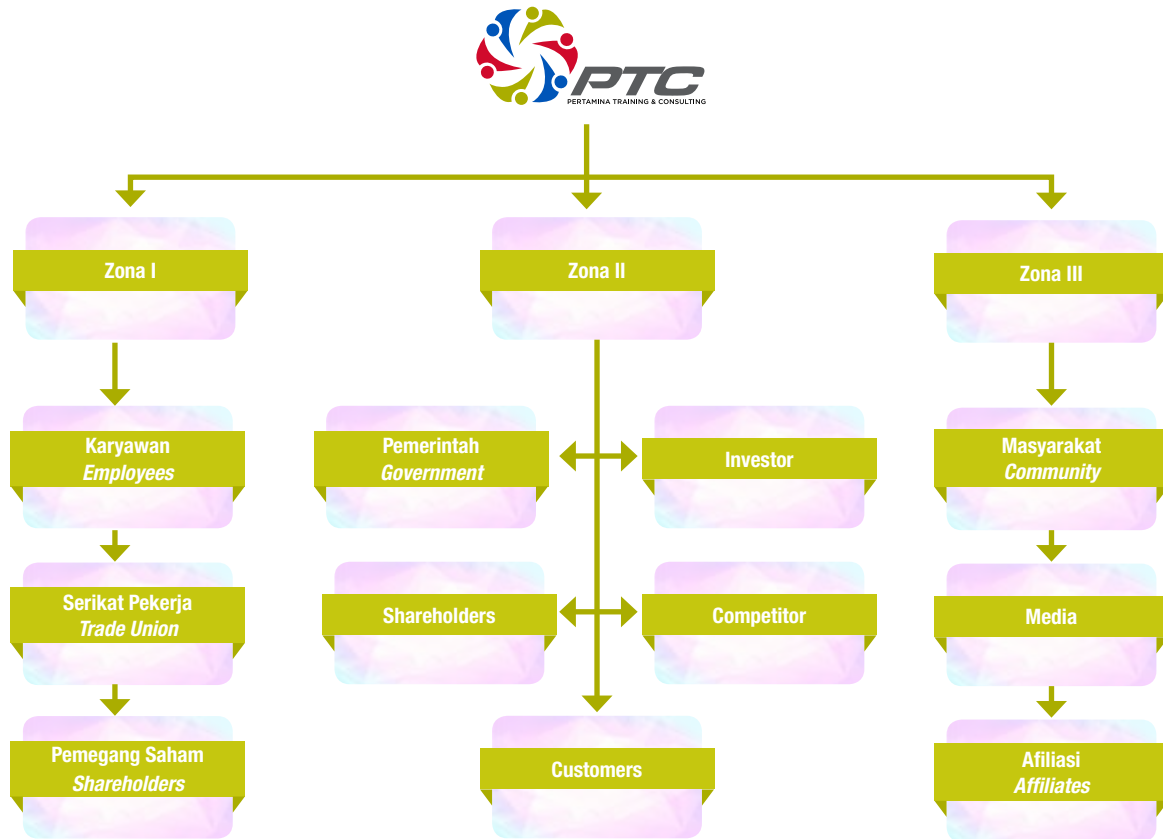 PTC
PERTAMINA TRAINING & CONSULTING
Zona I
Zona II
Zona III
Karyawan
Employees
Pemerintah
Government
Investor
Masyarakat
Community
Serikat Pekerja
Trade Union
Shareholders
Competitor
Media
Pemegang Saham
Shareholders
Customers
Afiliasi
Affiliates